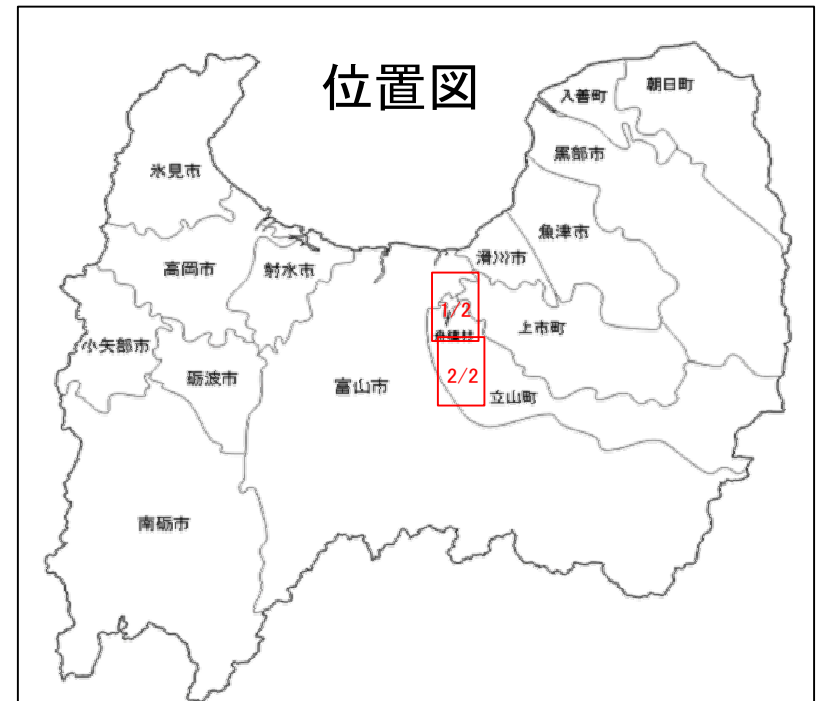 位置図
朝日町
入善町
黒部市
氷見市
魚津市
滑川市
高岡市
射水市
1/2
上市町
舟橋村
小矢部市
砺波市
2/2
富山市
立山町
南砺市